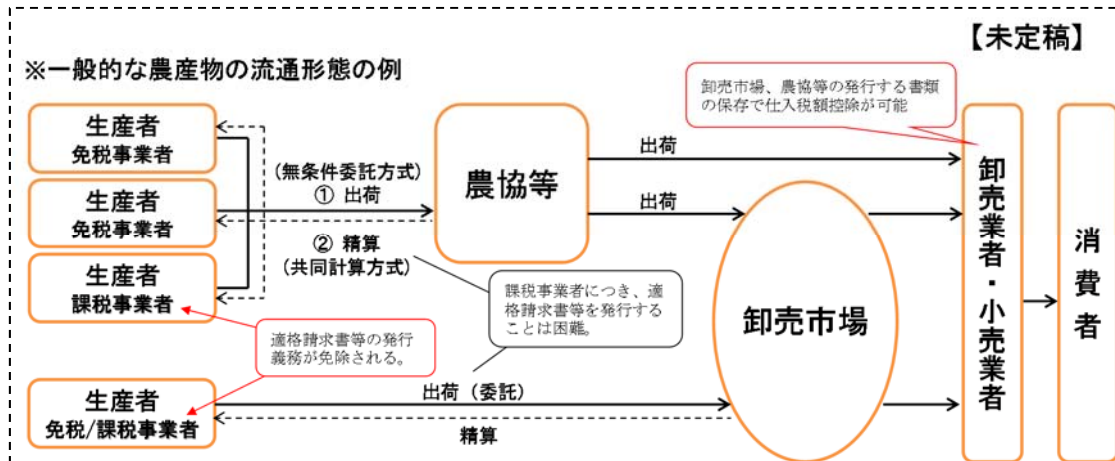 【未定稿】
※一般的な農産物の流通形態の例
卸売市場、農協等の発行する書類
の保存で仕入税額控除が可能
生産者
免税事業者
生産者
免税事業者
生産者
課税事業者
(無条件委託方式)
① 出荷
② 精算
(共同計算方式)
農協等
出荷
出荷
課税事業者につき、適
格請求書等を発行する
ことは困難。
適格請求書等の発行
義務が免除される。
生産者
免税/課税事業者
出荷（委託）
精算
卸売市場
卸売業者・小売業者
消費者